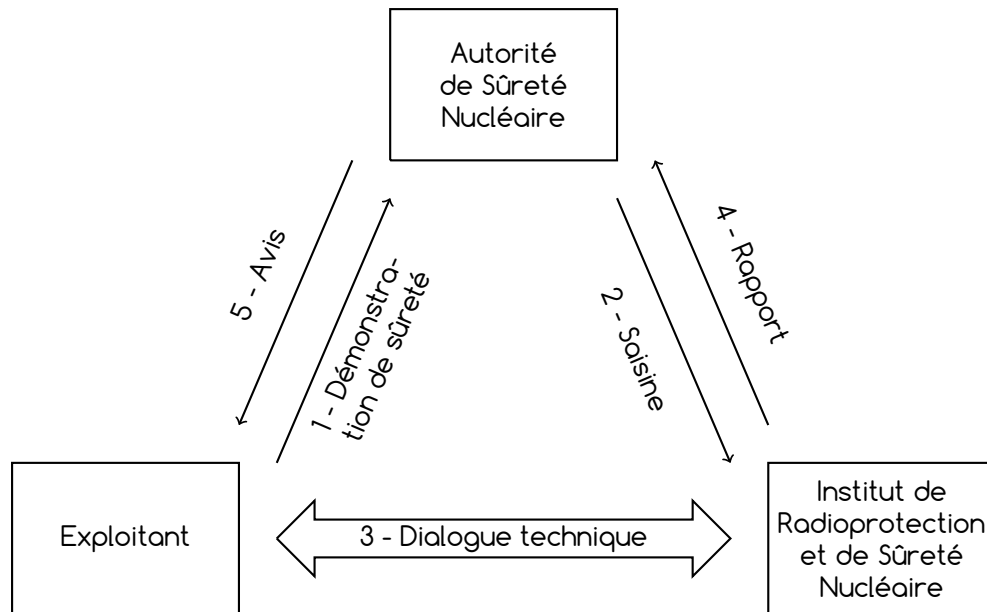 Autorité
de Sûreté
Nucléaire
5 - Avis
1 - Démonstra-
tion de sûreté
2 - Saisine
4 - Rapport
Exploitant
3 - Dialogue technique
Institut de
Radioprotection
et de Sûreté
Nucléaire